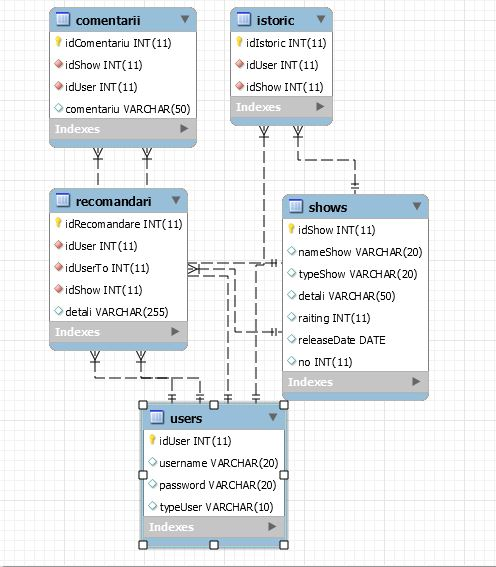 comentarii
idComentariu INT(11)
idShow INT(11)
idUser INT(11)
comentariu VARCHAR(50)
Indexes
istoric
idIstoric INT(11)
idUser INT(11)
idShow INT(11)
Indexes
recomandari
idRecomandare INT(11)
idUser INT(11)
idUserTo INT(11)
idShow INT(11)
detali VARCHAR(255)
Indexes
shows
idShow INT(11)
nameShow VARCHAR(20)
typeShow VARCHAR(20)
detali VARCHAR(50)
raiting INT(11)
releaseDate DATE
no INT(11)
Indexes
users
idUser INT(11)
username VARCHAR(20)
password VARCHAR(20)
typeUser VARCHAR(10)
Indexes